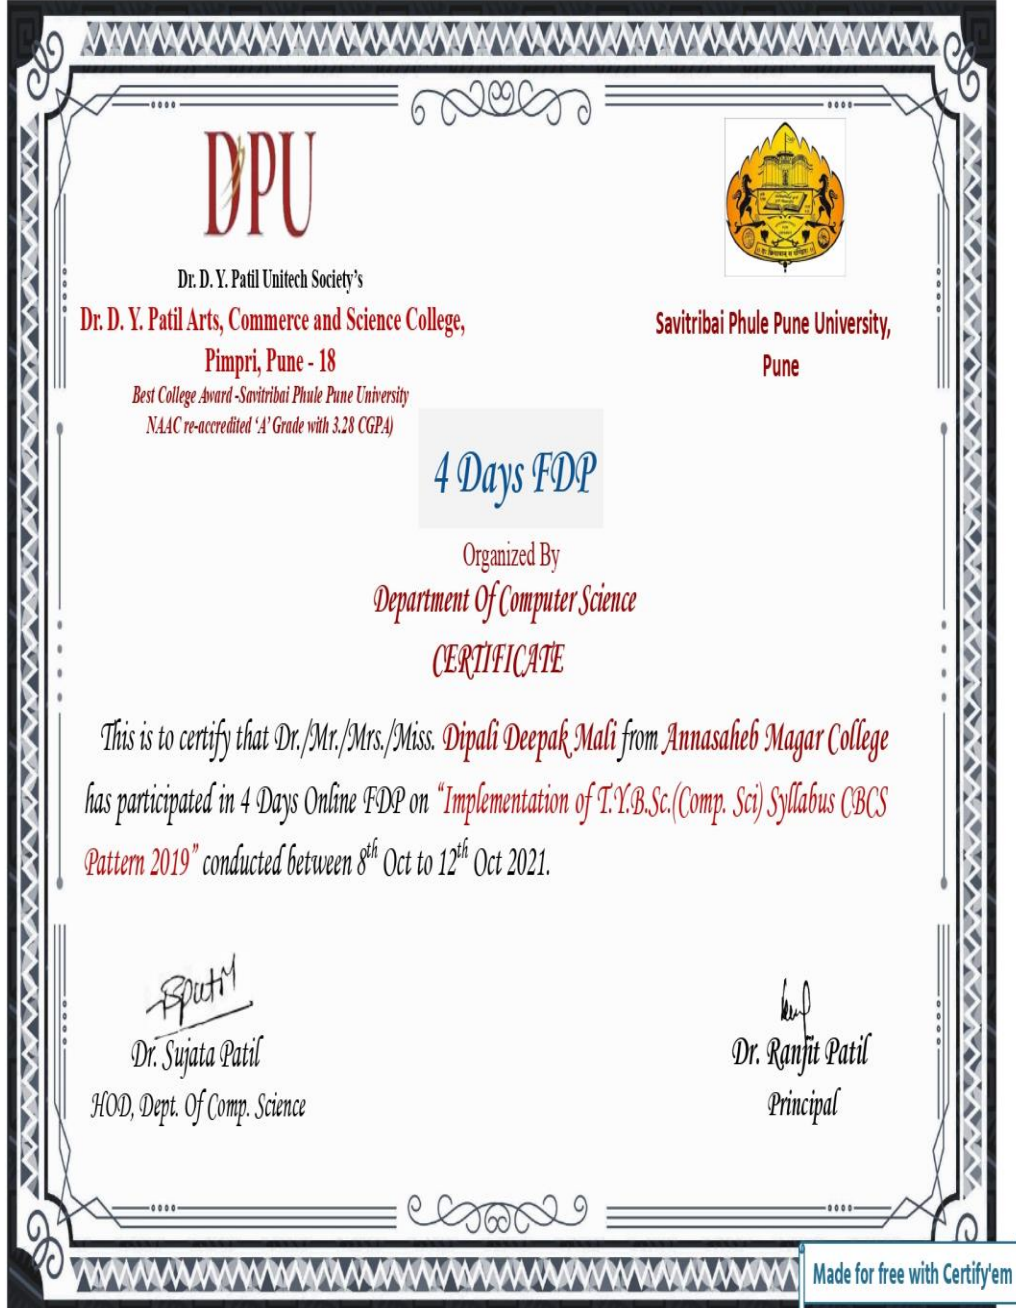 DPU
Dr. D. Y. Patil Unitech Society's
Dr. D. Y. Patil Arts, Commerce and Science College,
Pimpri, Pune - 18
Best College Award -Savitribai Phule Pune University
NAAC re-accredited ‘A’ Grade with 3.28 CGPA)
Savitribai Phule Pune University,
Pune
4 Days FDP
Organized By
Department Of Computer Science
CERTIFICATE
This is to certify that Dr./Mr./Mrs./Miss. Dipali Deepak Mali from Annasaheb Magar College
has participated in 4 Days Online FDP on “Implementation of T.Y.B.Sc.(Comp. Sci) Syllabus CBCS
Pattern 2019” conducted between 8th Oct to 12th Oct 2021.
Dr. Sujata Patil
HOD, Dept. Of Comp. Science
Dr. Ranjit Patil
Principal
Made for free with Certify'em